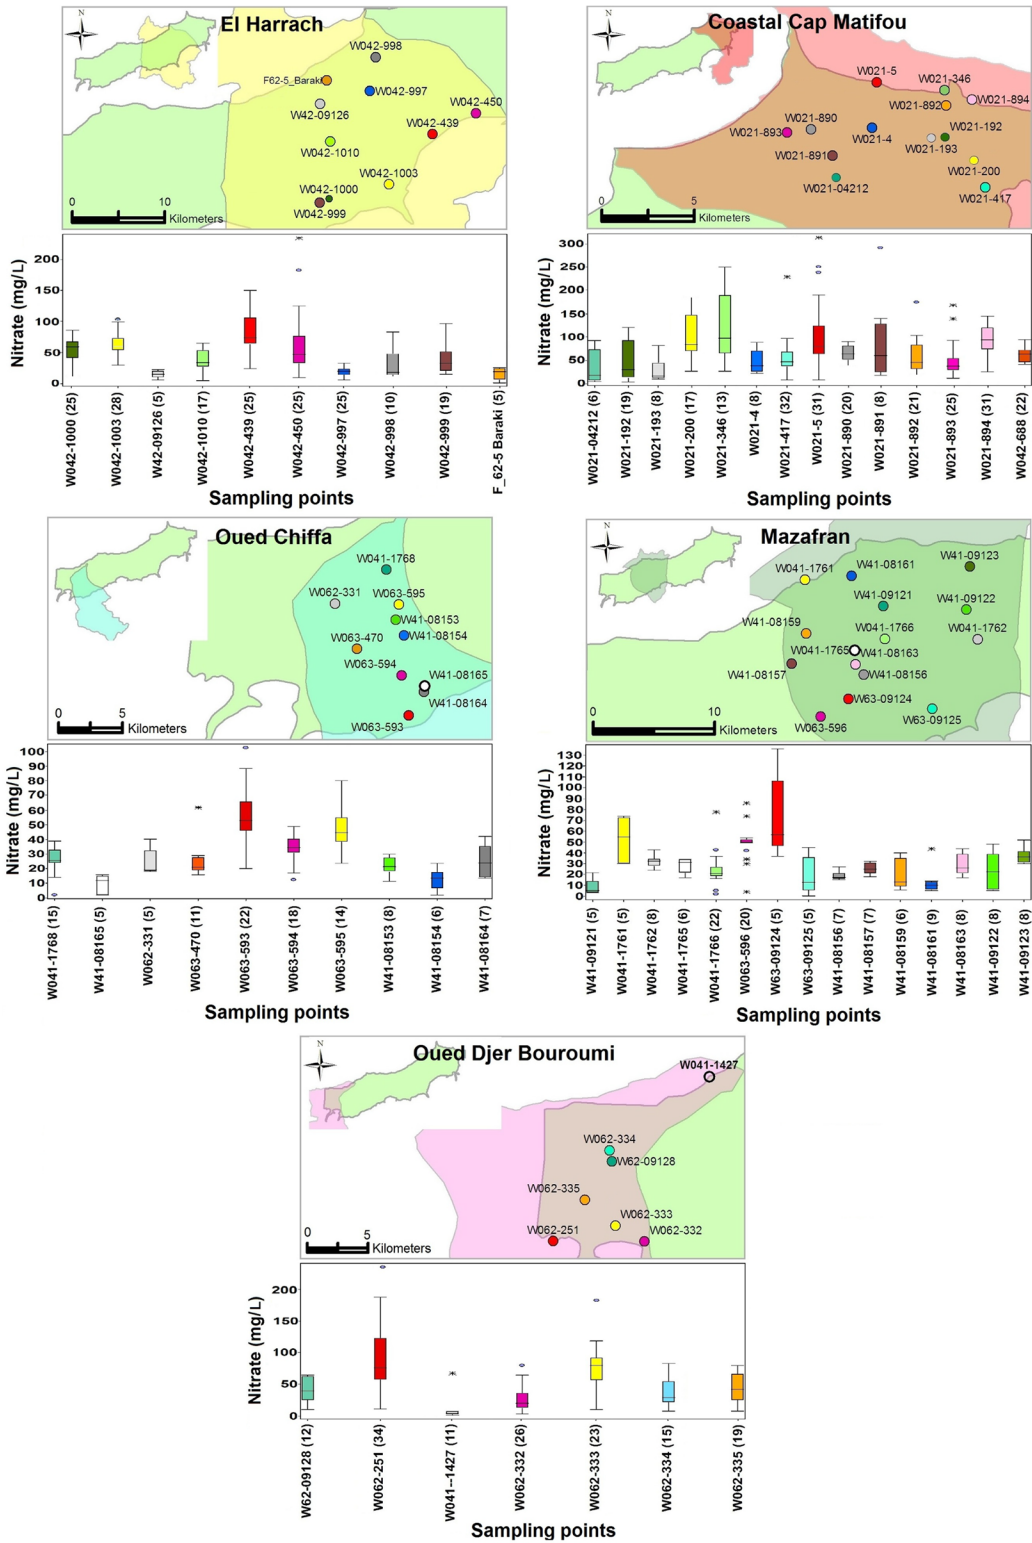 El Harrach
W042-998
F62-5_Baraki
W042-997
W42-09126
W042-450
W042-439
W042-1010
W042-1003
W042-1000
W042-999
0 10
Kilometers
Nitrate (mg/L)
200
150
100
50
0
W042-1000 (25)
W042-1003 (28)
W42-09126 (5)
W042-1010 (17)
W042-439 (25)
W042-450 (25)
W042-997 (25)
W042-998 (10)
W042-999 (19)
F_62-5 Baraki (5)
Sampling points
Coastal Cap Matifou
W021-5
W021-346
W021-894
W021-892
W021-890
W021-893
W021-4
W021-192
W021-193
W021-891
W021-200
W021-04212
W021-417
0 5
Kilometers
Nitrate (mg/L)
300
250
200
150
100
50
0
W021-04212 (6)
W021-192 (19)
W021-193 (8)
W021-200 (17)
W021-346 (13)
W021-4 (8)
W021-417 (32)
W021-5 (31)
W021-890 (20)
W021-891 (8)
W021-892 (21)
W021-893 (25)
W021-894 (31)
W042-688 (22)
Sampling points
Oued Chiffa
W041-1768
W062-331
W063-595
W41-08153
W41-08154
W063-470
W063-594
W41-08165
W41-08164
W063-593
0 5
Kilometers
Nitrate (mg/L)
100
90
80
70
60
50
40
30
20
10
0
W041-1768 (15)
W41-08165 (5)
W062-331 (5)
W063-470 (11)
W063-593 (22)
W063-594 (18)
W063-595 (14)
W41-08153 (8)
W41-08154 (6)
W41-08164 (7)
Sampling points
N
Mazafran
W041-1761
W41-08161
W41-09123
W41-09121
W41-09122
W41-08159
W041-1766
W041-1762
W041-1765
W41-08163
W41-08157
W41-08156
W63-09124
W63-09125
W063-596
0 10
Kilometers
Nitrate (mg/L)
130
120
110
100
90
80
70
60
50
40
30
20
10
0
W41-09121 (5)
W041-1761 (5)
W041-1762 (8)
W041-1765 (6)
W041-1766 (22)
W063-596 (20)
W63-09124 (5)
W63-09125 (5)
W41-08156 (7)
W41-08157 (7)
W41-08159 (6)
W41-08161 (9)
W41-08163 (8)
W41-09122 (8)
W41-09123 (8)
Sampling points
N
Oued Djer Bouroumi
W041-1427
W062-334
W62-09128
W062-335
W062-333
W062-251
W062-332
0 5
Kilometers
Nitrate (mg/L)
200
150
100
50
0
W62-09128 (12)
W062-251 (34)
W041--1427 (11)
W062-332 (26)
W062-333 (23)
W062-334 (15)
W062-335 (19)
Sampling points